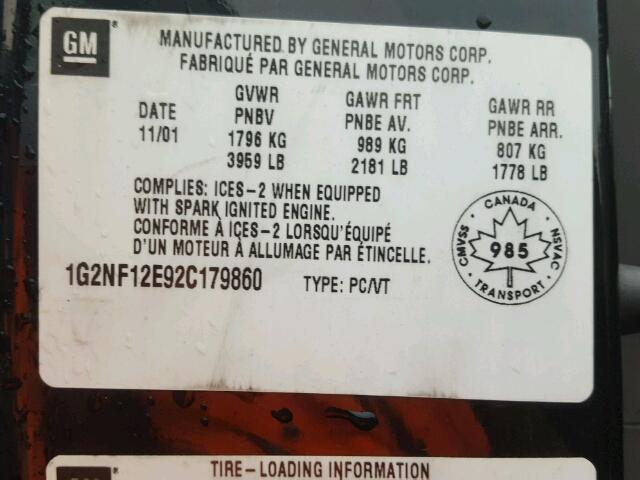 GM®
MANUFACTURED BY GENERAL MOTORS CORP.
FABRIQUÉ PAR GENERAL MOTORS CORP.
GVWR GAWR FRT GAWR RR
DATE PNBV PNBE AV. PNBE ARR.
11/01 1796 KG 989 KG 807 KG
3959 LB 2181 LB 1778 LB
COMPLIES: ICES-2 WHEN EQUIPPED
WITH SPARK IGNITED ENGINE.
CONFORME À ICES-2 LORSQU'ÉQUIPÉ
D'UN MOTEUR À ALLUMAGE PAR ÉTINCELLE.
CANADA
CMVSS 985 NSVAC
TRANSPORT
1G2NF12E92C179860 TYPE: PC/VT
GM®
TIRE-LOADING INFORMATION